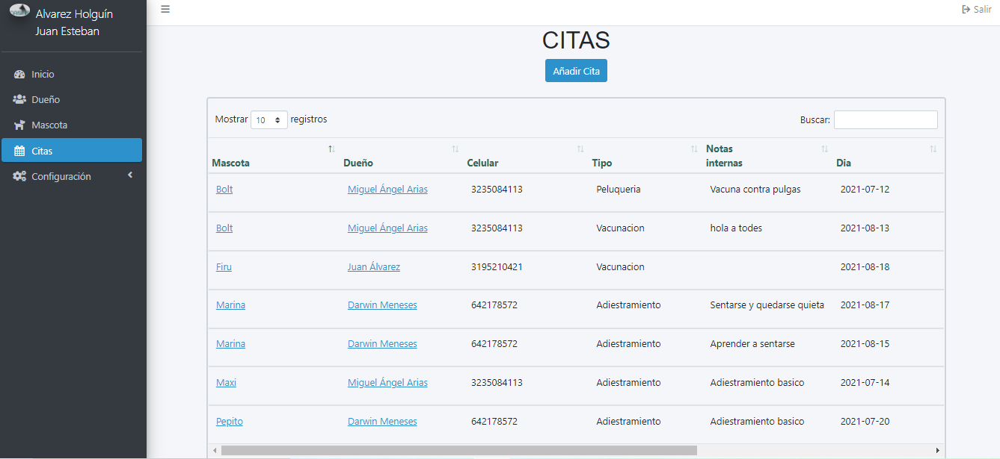 Alvarez Holguín
Juan Esteban
Salir
Inicio
Dueño
Mascota
Citas
Configuración
CITAS
Añadir Cita
Mostrar 10 registros
Buscar:
Mascota Dueño Celular Tipo Notas internas Dia
Bolt Miguel Ángel Arias 3235084113 Peluqueria Vacuna contra pulgas 2021-07-12
Bolt Miguel Ángel Arias 3235084113 Vacunacion hola a todes 2021-08-13
Firu Juan Álvarez 3195210421 Vacunacion 2021-08-18
Marina Darwin Meneses 642178572 Adiestramiento Sentarse y quedarse quieta 2021-08-17
Marina Darwin Meneses 642178572 Adiestramiento Aprender a sentarse 2021-08-15
Maxi Miguel Ángel Arias 3235084113 Adiestramiento Adiestramiento basico 2021-07-14
Pepito Darwin Meneses 642178572 Adiestramiento Adiestramiento basico 2021-07-20